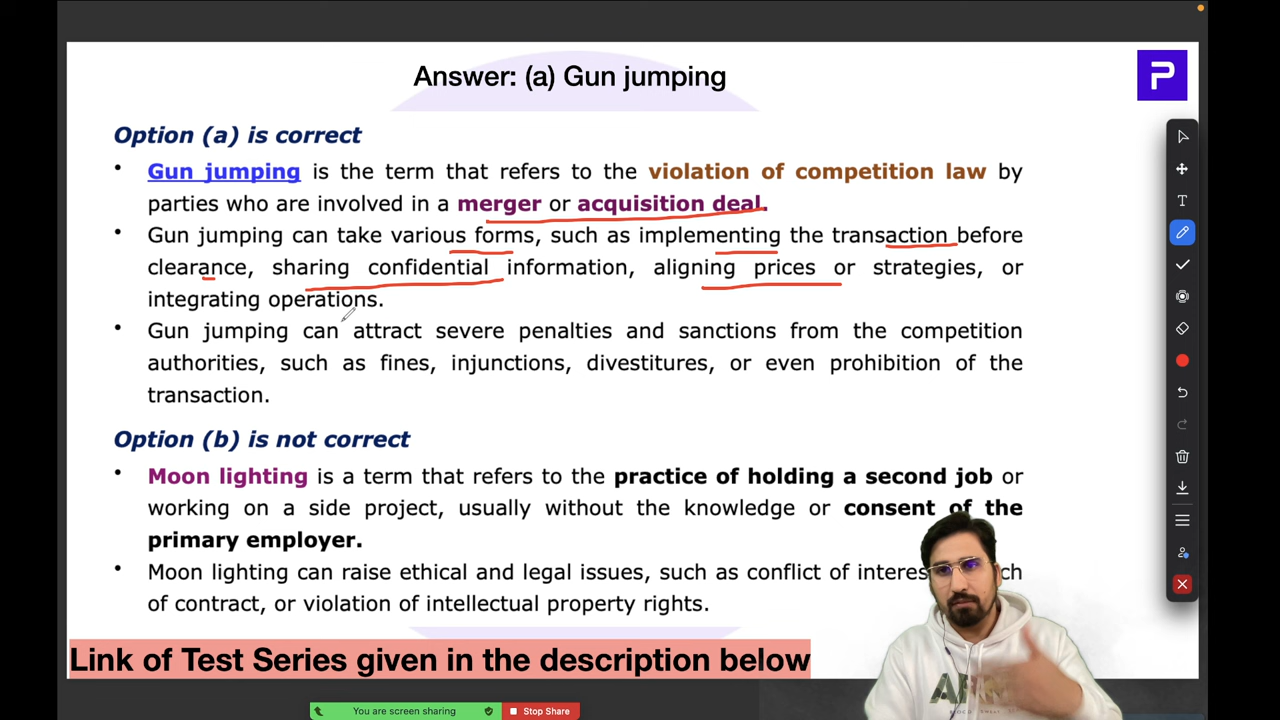 Answer: (a) Gun jumping
P
Option (a) is correct
• Gun jumping is the term that refers to the violation of competition law by
parties who are involved in a merger or acquisition deal.
• Gun jumping can take various forms, such as implementing the transaction before
clearance, sharing confidential information, aligning prices or strategies, or
integrating operations.
• Gun jumping can attract severe penalties and sanctions from the competition
authorities, such as fines, injunctions, divestitures, or even prohibition of the
transaction.
Option (b) is not correct
• Moon lighting is a term that refers to the practice of holding a second job or
working on a side project, usually without the knowledge or consent of the
primary employer.
• Moon lighting can raise ethical and legal issues, such as conflict of
of contract, or violation of intellectual property rights.
Link of Test Series given in the description below
T
You are screen sharing
Stop Share